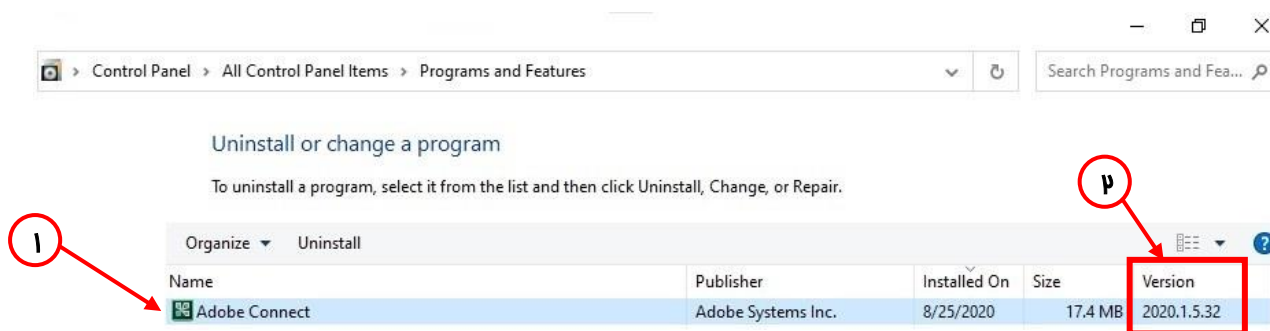 Control Panel > All Control Panel Items > Programs and Features
Search Programs and Fea...
Uninstall or change a program
To uninstall a program, select it from the list and then click Uninstall, Change, or Repair.
۲
۱
Organize Uninstall
Name Publisher Installed On Size Version
Adobe Connect Adobe Systems Inc. 8/25/2020 17.4 MB 2020.1.5.32